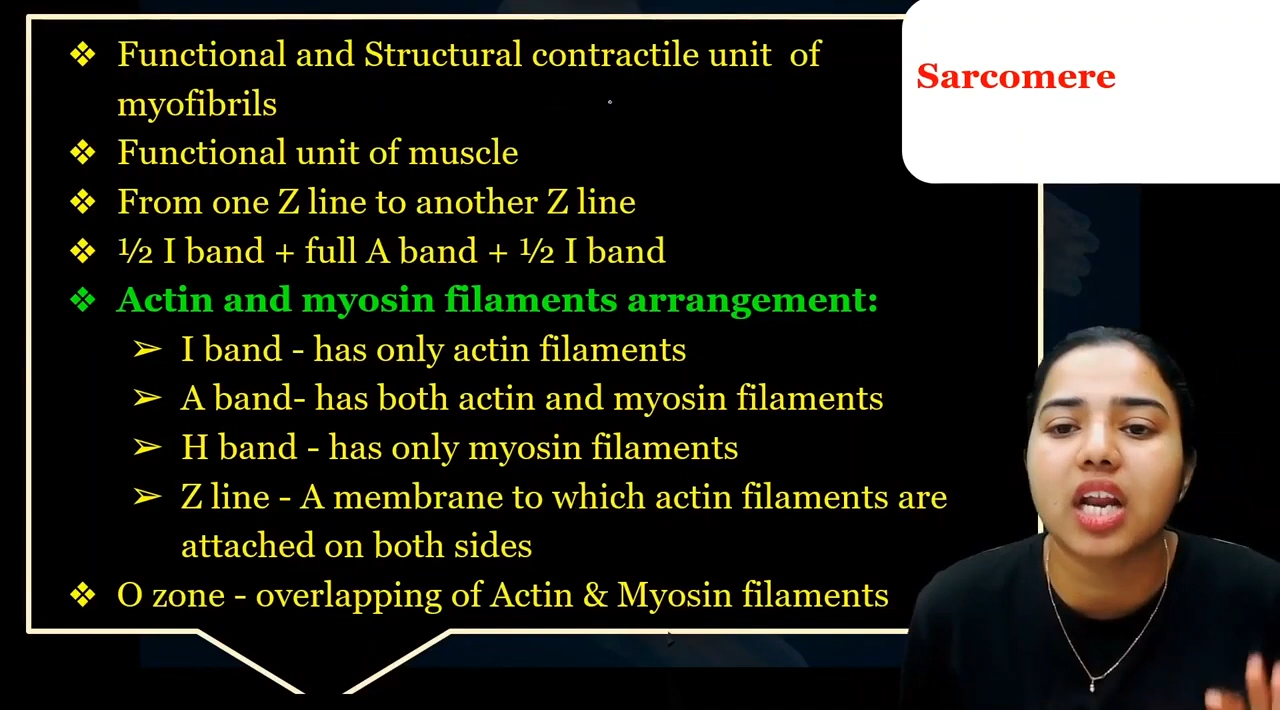 Sarcomere
❖ Functional and Structural contractile unit of
myofibrils
❖ Functional unit of muscle
❖ From one Z line to another Z line
❖ ½ I band + full A band + ½ I band
❖ Actin and myosin filaments arrangement:
➢ I band - has only actin filaments
➢ A band- has both actin and myosin filaments
➢ H band - has only myosin filaments
➢ Z line - A membrane to which actin filaments are
attached on both sides
❖ O zone - overlapping of Actin & Myosin filaments